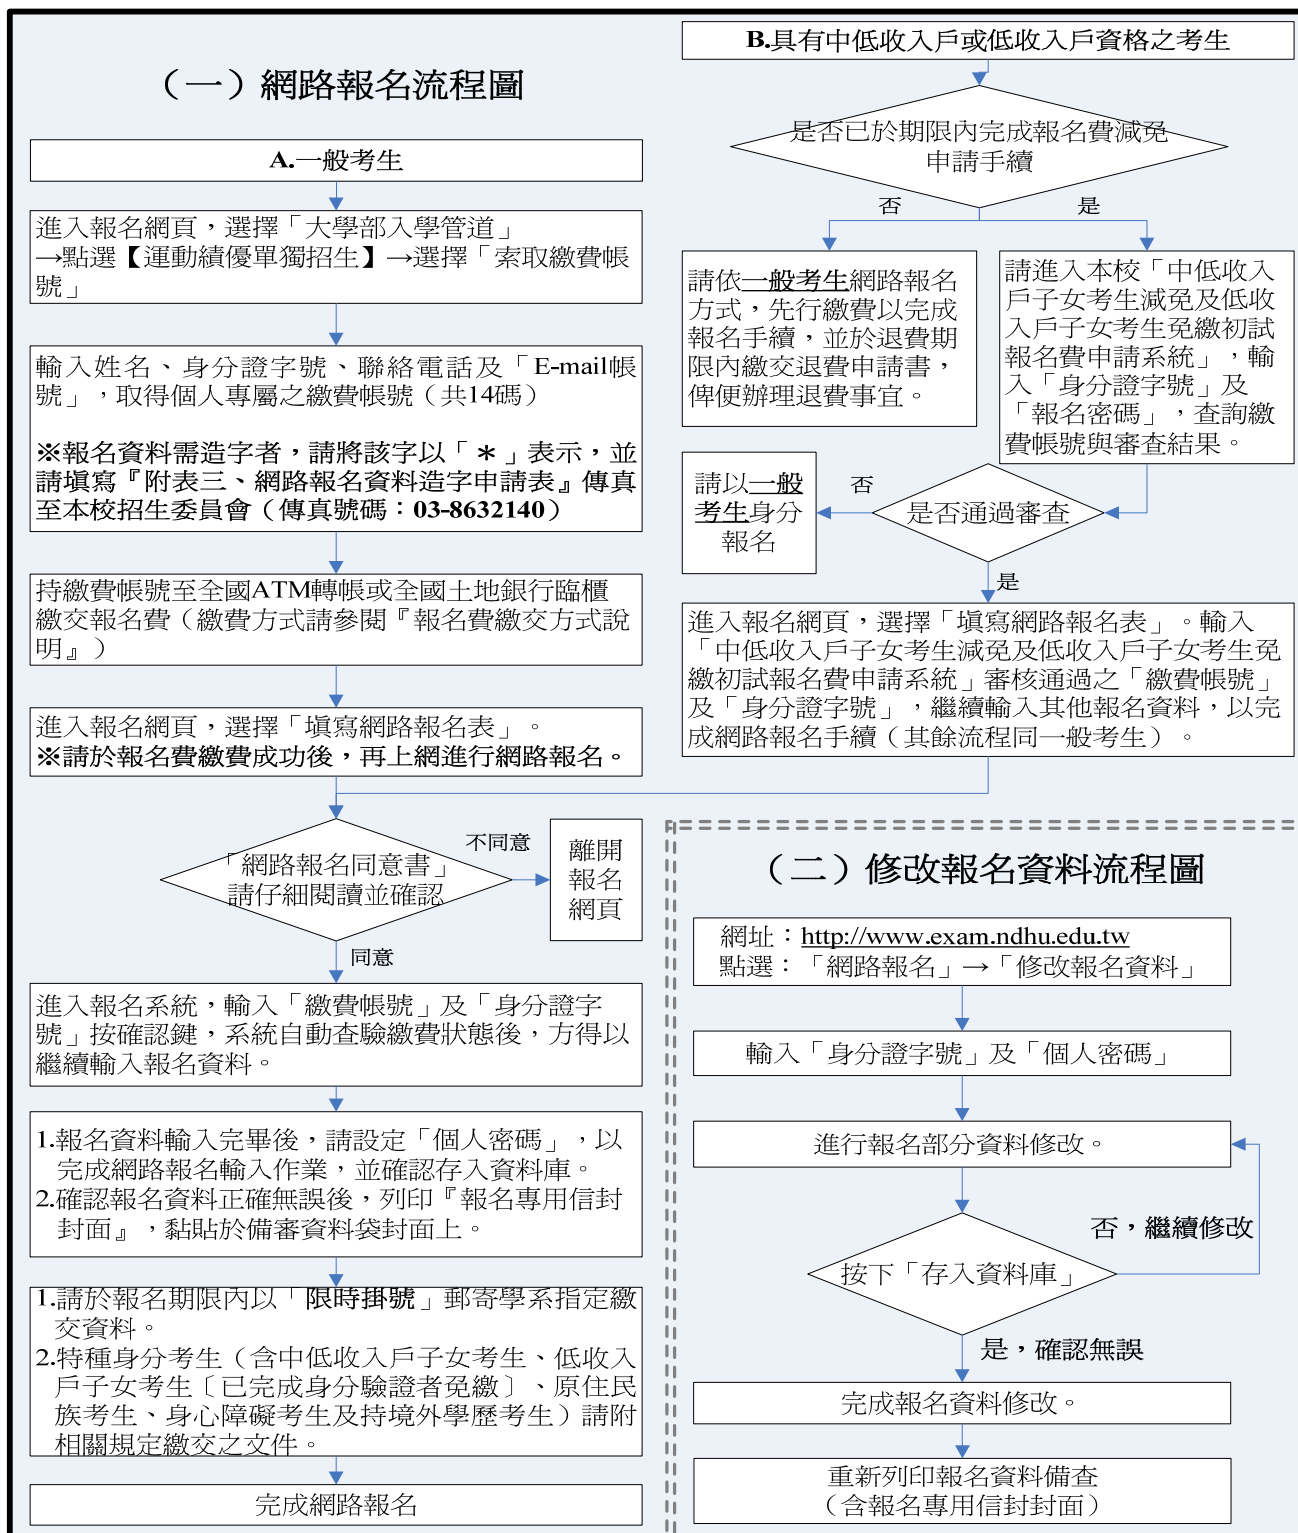 （一）網路報名流程圖
A.一般考生
進入報名網頁，選擇「大學部入學管道」
→點選【運動績優單獨招生】→選擇「索取繳費帳
號」
輸入姓名、身分證字號、聯絡電話及「E-mail帳
號」，取得個人專屬之繳費帳號（共14碼）
※報名資料需造字者，請將該字以「＊」表示，並
請填寫『附表三、網路報名資料造字申請表』傳真
至本校招生委員會（傳真號碼：03-8632140）
持繳費帳號至全國ATM轉帳或全國土地銀行臨櫃
繳交報名費（繳費方式請參閱『報名費繳交方式說
明』）
進入報名網頁，選擇「填寫網路報名表」。
※請於報名費繳費成功後，再上網進行網路報名。
「網路報名同意書」
請仔細閱讀並確認
不同意
離開
報名
網頁
同意
進入報名系統，輸入「繳費帳號」及「身分證字
號」按確認鍵，系統自動查驗繳費狀態後，方得以
繼續輸入報名資料。
1.報名資料輸入完畢後，請設定「個人密碼」，以
完成網路報名輸入作業，並確認存入資料庫。
2.確認報名資料正確無誤後，列印『報名專用信封
封面』，黏貼於備審資料袋封面上。
1.請於報名期限內以「限時掛號」郵寄學系指定繳
交資料。
2.特種身分考生（含中低收入戶子女考生、低收入
戶子女考生〔已完成身分驗證者免繳〕、原住民
族考生、身心障礙考生及持境外學歷考生）請附
相關規定繳交之文件。
完成網路報名
B.具有中低收入戶或低收入戶資格之考生
是否已於期限內完成報名費減免
申請手續
否
是
請依一般考生網路報名
方式，先行繳費以完成
報名手續，並於退費期
限內繳交退費申請書，
俾便辦理退費事宜。
請進入本校「中低收入
戶子女考生減免及低收
入戶子女考生免繳初試
報名費申請系統」，輸
入「身分證字號」及
「報名密碼」，查詢繳
費帳號與審查結果。
是否通過審查
否
請以一般
考生身分
報名
是
進入報名網頁，選擇「填寫網路報名表」。輸入
「中低收入戶子女考生減免及低收入戶子女考生免
繳初試報名費申請系統」審核通過之「繳費帳號」
及「身分證字號」，繼續輸入其他報名資料，以完
成網路報名手續（其餘流程同一般考生）。
（二）修改報名資料流程圖
網址：http://www.exam.ndhu.edu.tw
點選：「網路報名」→「修改報名資料」
輸入「身分證字號」及「個人密碼」
進行報名部分資料修改。
否，繼續修改
按下「存入資料庫」
是，確認無誤
完成報名資料修改。
重新列印報名資料備查
（含報名專用信封封面）